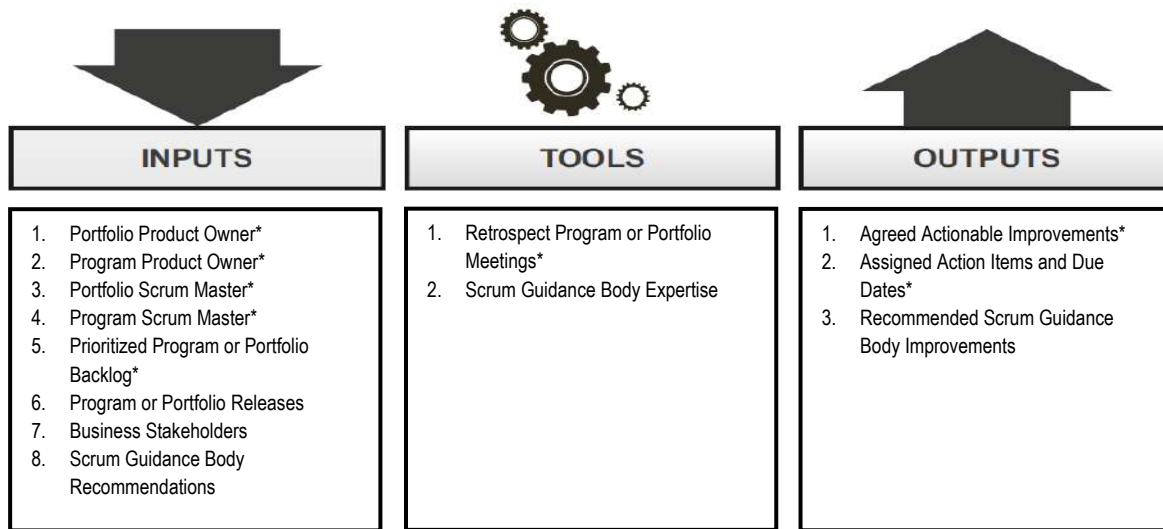 INPUTS
1. Portfolio Product Owner*
2. Program Product Owner*
3. Portfolio Scrum Master*
4. Program Scrum Master*
5. Prioritized Program or Portfolio
Backlog*
6. Program or Portfolio Releases
7. Business Stakeholders
8. Scrum Guidance Body
Recommendations
TOOLS
1. Retrospect Program or Portfolio
Meetings*
2. Scrum Guidance Body Expertise
OUTPUTS
1. Agreed Actionable Improvements*
2. Assigned Action Items and Due
Dates*
3. Recommended Scrum Guidance
Body Improvements